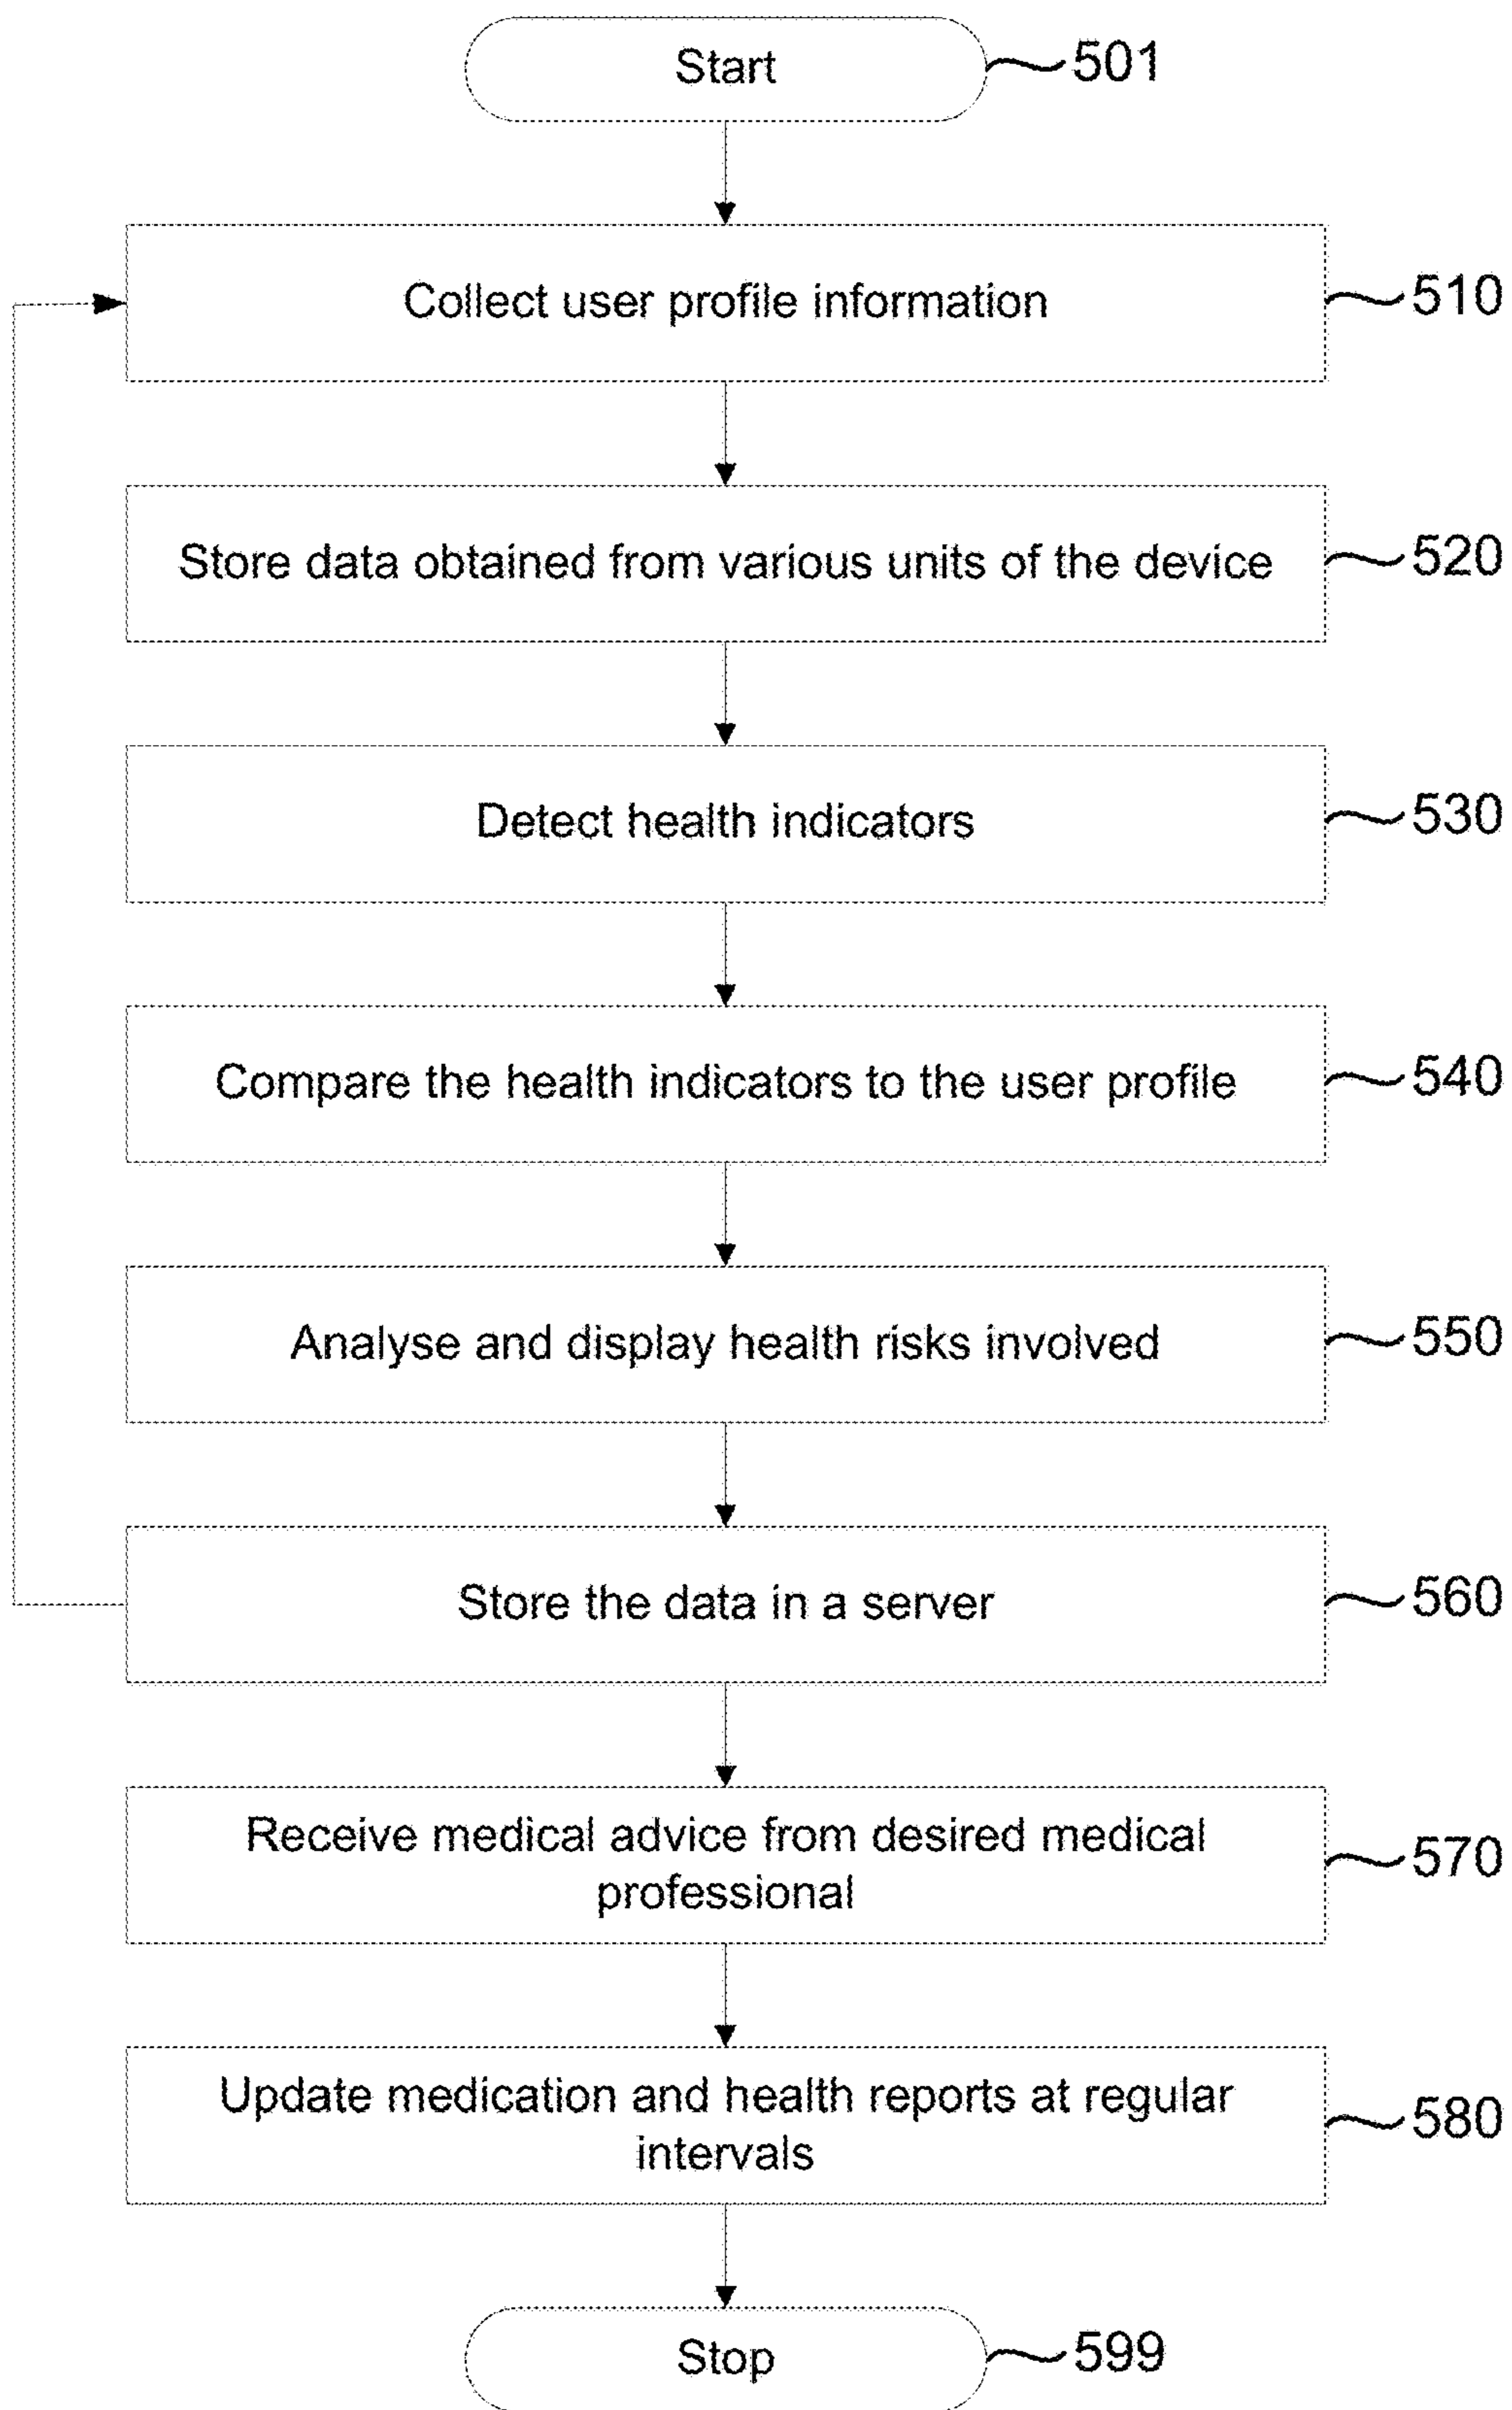 Start
501
Collect user profile information
510
Store data obtained from various units of the device
520
Detect health indicators
530
Compare the health indicators to the user profile
540
Analyse and display health risks involved
550
Store the data in a server
560
Receive medical advice from desired medical
professional
570
Update medication and health reports at regular
intervals
580
Stop
599